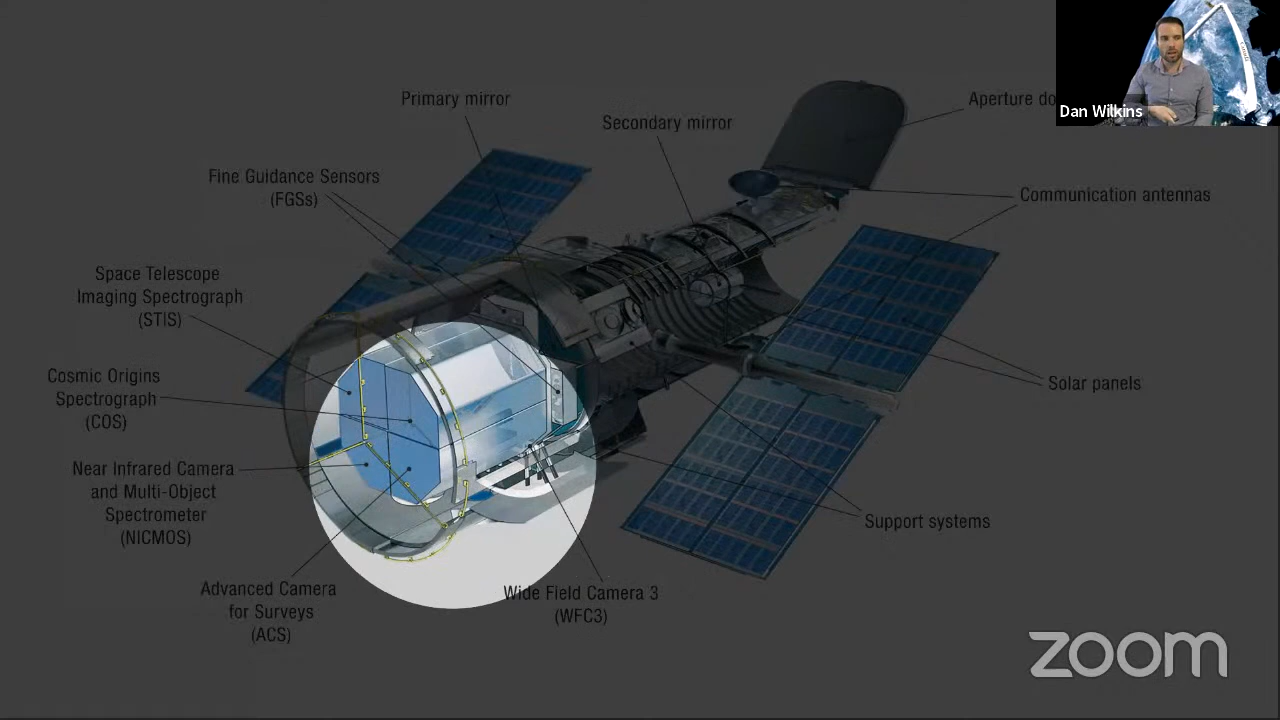 Dan Wilkins
Primary mirror
Secondary mirror
Aperture
Communication antennas
Fine Guidance Sensors
(FGSs)
Space Telescope
Imaging Spectrograph
(STIS)
Cosmic Origins
Spectrograph
(COS)
Near Infrared Camera
and Multi-Object
Spectrometer
(NICMOS)
Advanced Camera
for Surveys
(ACS)
Wide Field Camera 3
(WFC3)
Support systems
Solar panels
zoom